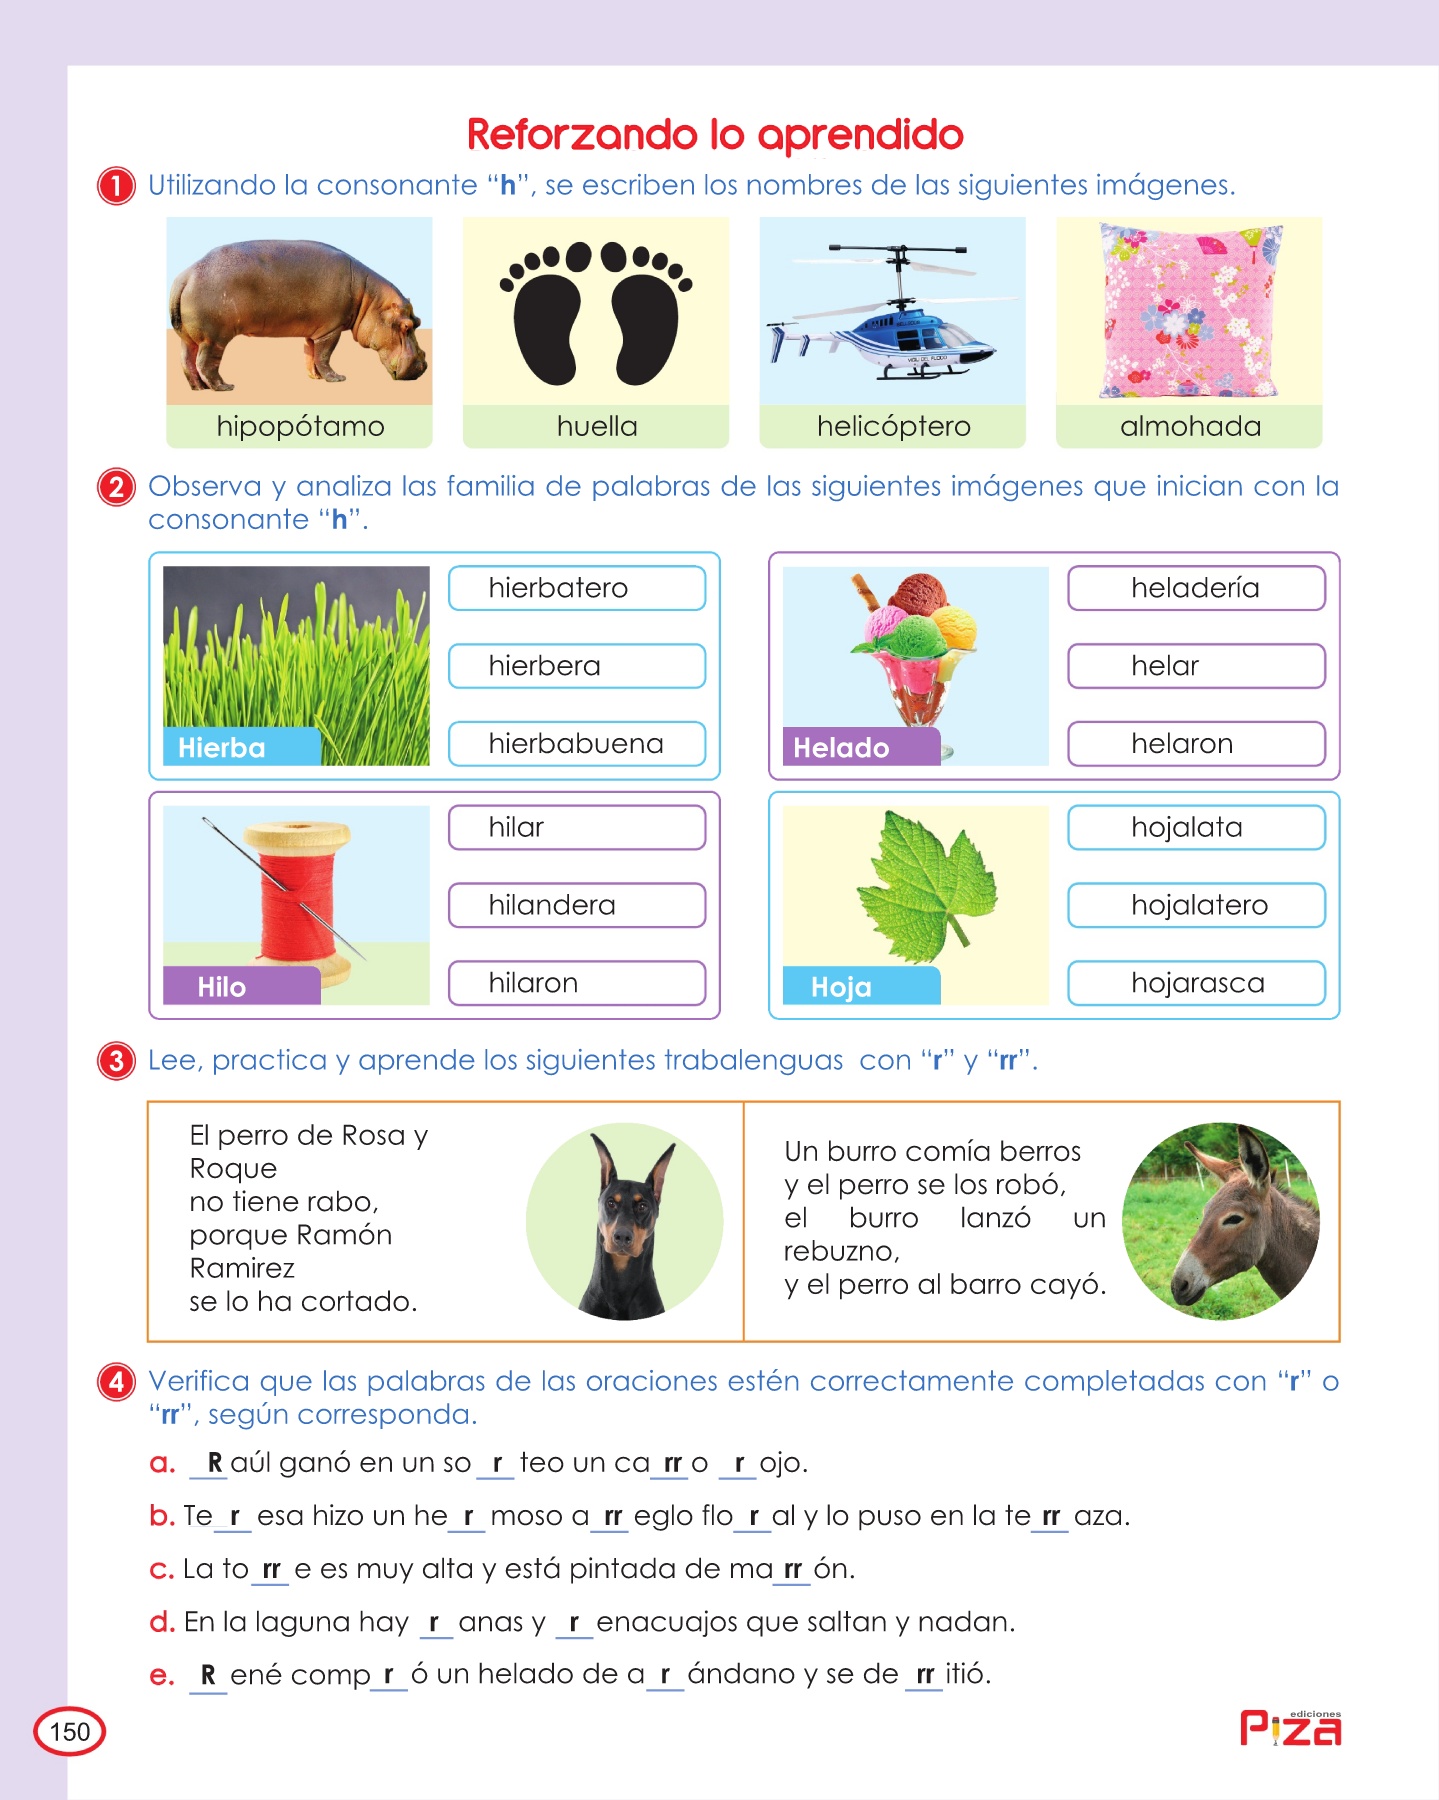 Reforzando lo aprendido
1 Utilizando la consonante “h”, se escriben los nombres de las siguientes imágenes.
VIGILI DEL FUOCO
hipopótamo huella helicóptero almohada
2 Observa y analiza las familia de palabras de las siguientes imágenes que inician con la
consonante “h”.
Hierba
hierbatero
hierbera
hierbabuena
Helado
heladería
helar
helaron
Hilo
hilar
hilandera
hilaron
Hoja
hojalata
hojalatero
hojarasca
3 Lee, practica y aprende los siguientes trabalenguas con “r” y “rr”.
El perro de Rosa y
Roque
no tiene rabo,
porque Ramón
Ramirez
se lo ha cortado.
Un burro comía berros
y el perro se los robó,
el burro lanzó un
rebuzno,
y el perro al barro cayó.
4 Verifica que las palabras de las oraciones estén correctamente completadas con “r” o
“rr”, según corresponda.
a. R aúl ganó en un so r teo un ca rr o r ojo.
b. Te r esa hizo un he r moso a rr eglo flo r al y lo puso en la te rr aza.
c. La to rr e es muy alta y está pintada de ma rr ón.
d. En la laguna hay r anas y r enacuajos que saltan y nadan.
e. R ené comp r ó un helado de a r ándano y se de rr itió.
150
ediciones
Piza